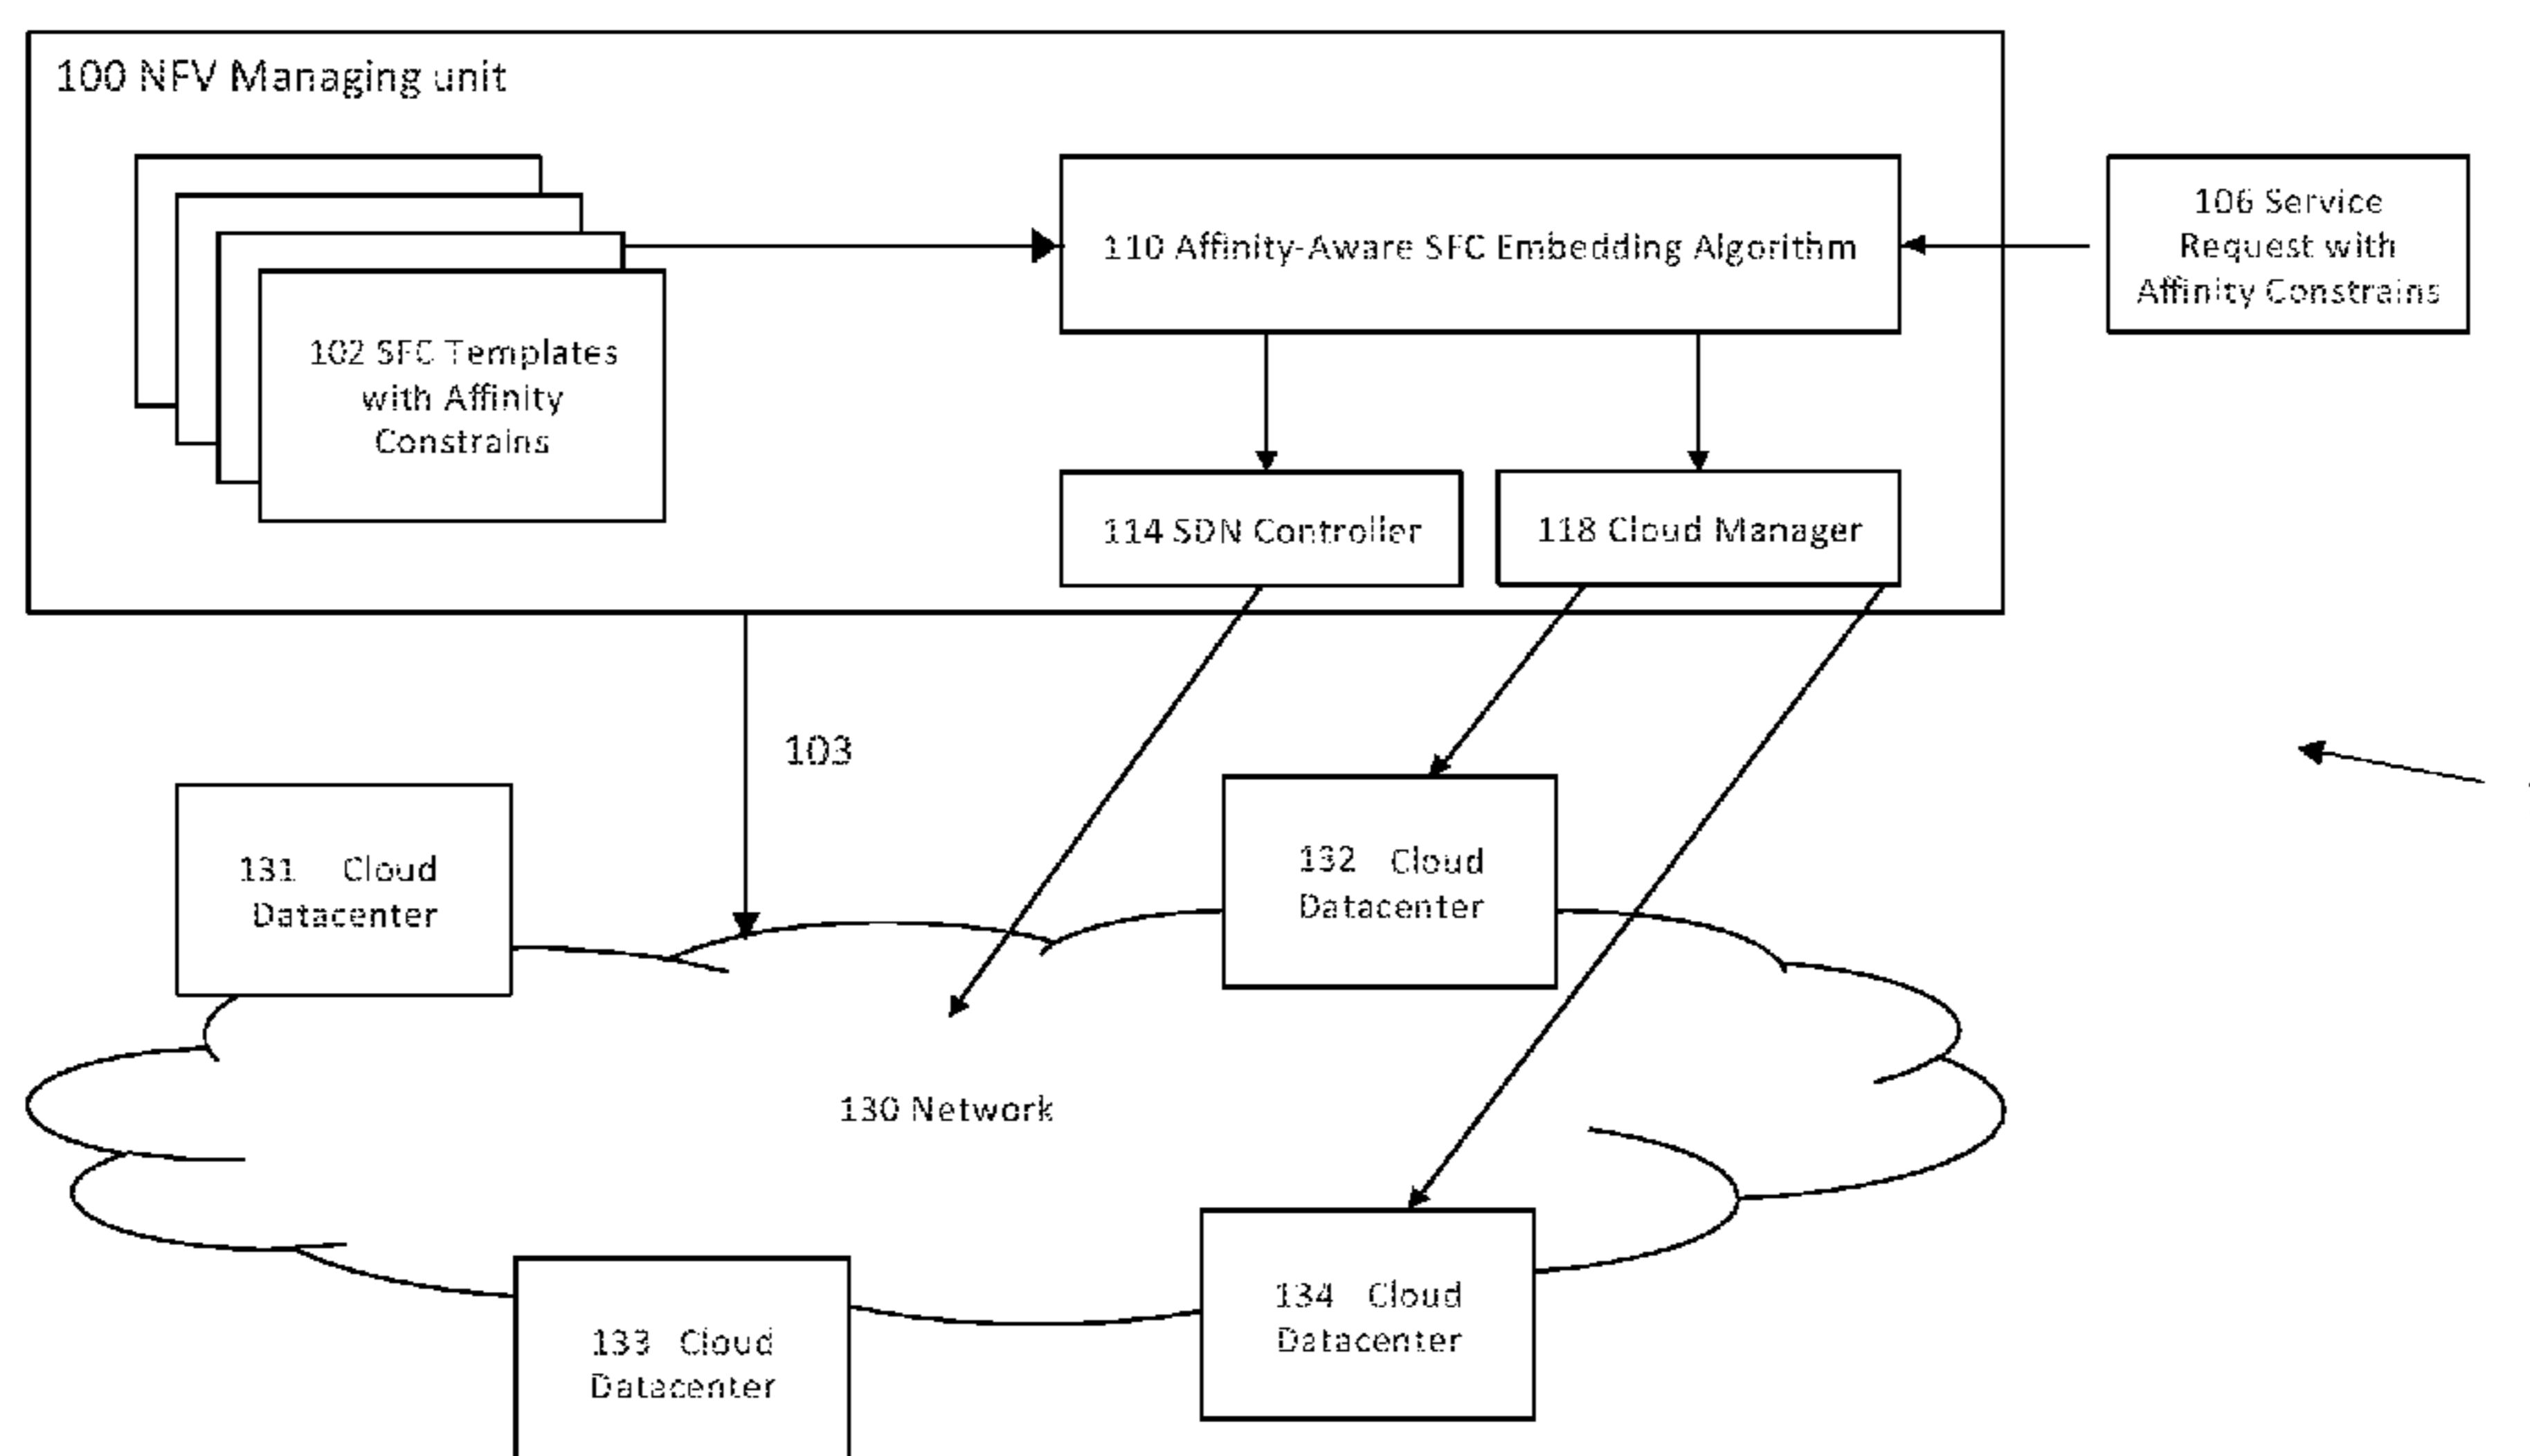 100 NFV Managing unit
110 Affinity-Aware SFC Embedding Algorithm
106 Service
Request with
Affinity Constrains
102 SFC Templates
with Affinity
Constrains
114 SDN Controller
118 Cloud Manager
103
131 Cloud
Datacenter
132 Cloud
Datacenter
130 Network
133 Cloud
Datacenter
134 Cloud
Datacenter